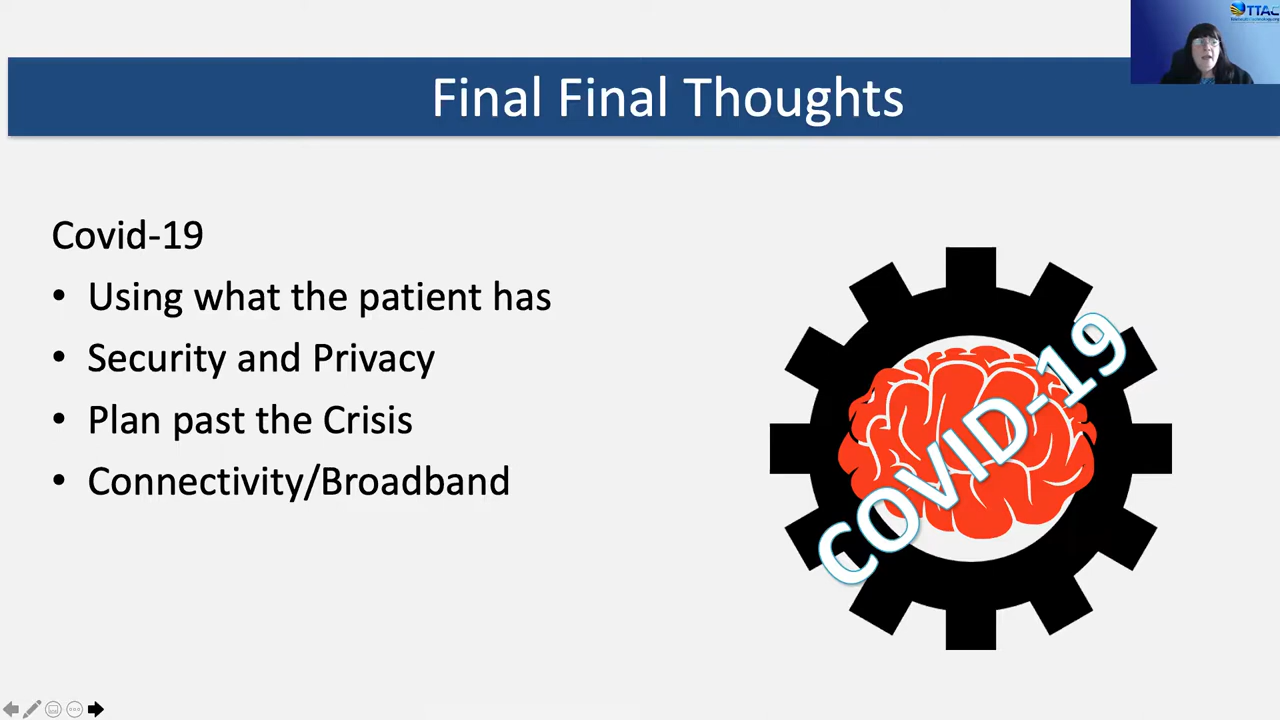 TTAC
Final Final Thoughts
Covid-19
• Using what the patient has
• Security and Privacy
• Plan past the Crisis
• Connectivity/Broadband
COVID-19